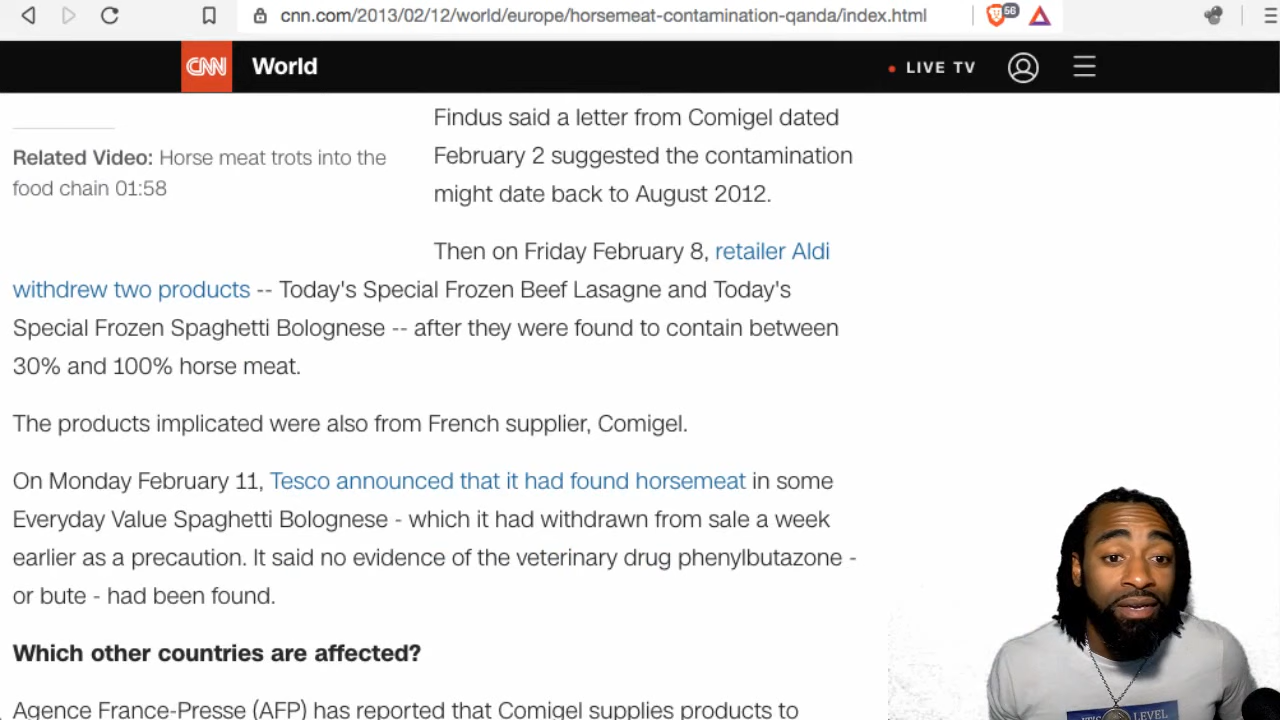 cnn.com/2013/02/12/world/europe/horsemeat-contamination-qanda/index.html
56
CNN World
LIVE TV
Related Video: Horse meat trots into the
food chain 01:58
Findus said a letter from Comigel dated
February 2 suggested the contamination
might date back to August 2012.
Then on Friday February 8, retailer Aldi
withdrew two products -- Today's Special Frozen Beef Lasagne and Today's
Special Frozen Spaghetti Bolognese -- after they were found to contain between
30% and 100% horse meat.
The products implicated were also from French supplier, Comigel.
On Monday February 11, Tesco announced that it had found horsemeat in some
Everyday Value Spaghetti Bolognese - which it had withdrawn from sale a week
earlier as a precaution. It said no evidence of the veterinary drug phenylbutazone -
or bute - had been found.
Which other countries are affected?
Agence France-Presse (AFP) has reported that Comigel supplies products to
LEVEL